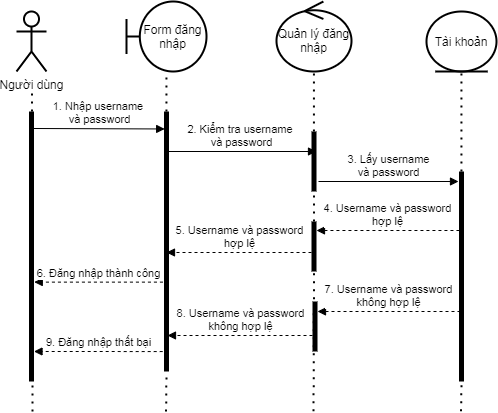 Form đăng
nhập
Quản lý đăng
nhập
Tài khoản
Người dùng
1. Nhập username
và password
2. Kiểm tra username
và password
3. Lấy username
và password
4. Username và password
hợp lệ
5. Username và password
hợp lệ
6. Đăng nhập thành công
7. Username và password
không hợp lệ
8. Username và password
không hợp lệ
9. Đăng nhập thất bại